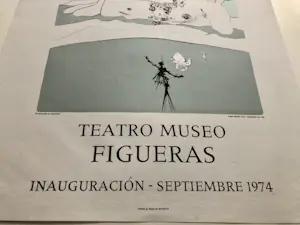 TEATRO MUSEO
FIGUERAS
INAUGURACIÓN - SEPTIEMBRE 1974